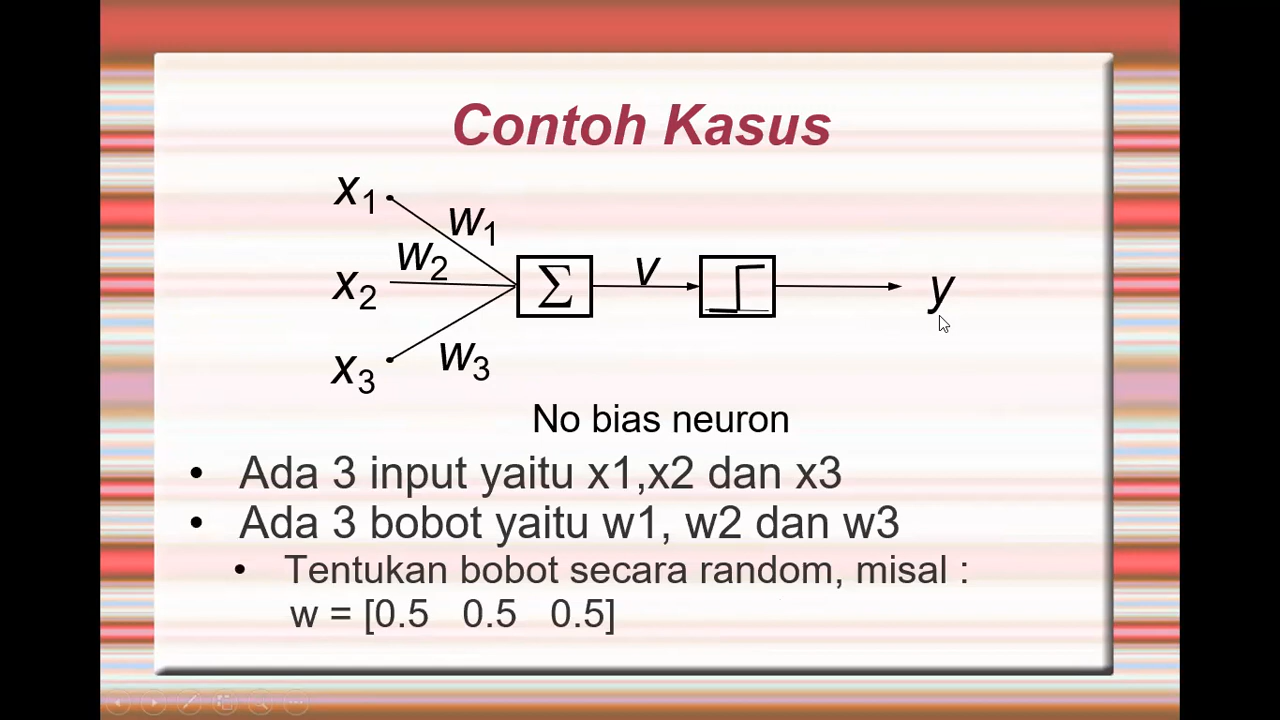 Contoh Kasus
x1
w1
w2
x2
Σ
v
y
x3
w3
No bias neuron
• Ada 3 input yaitu x1,x2 dan x3
• Ada 3 bobot yaitu w1, w2 dan w3
• Tentukan bobot secara random, misal :
w = [0.5 0.5 0.5]